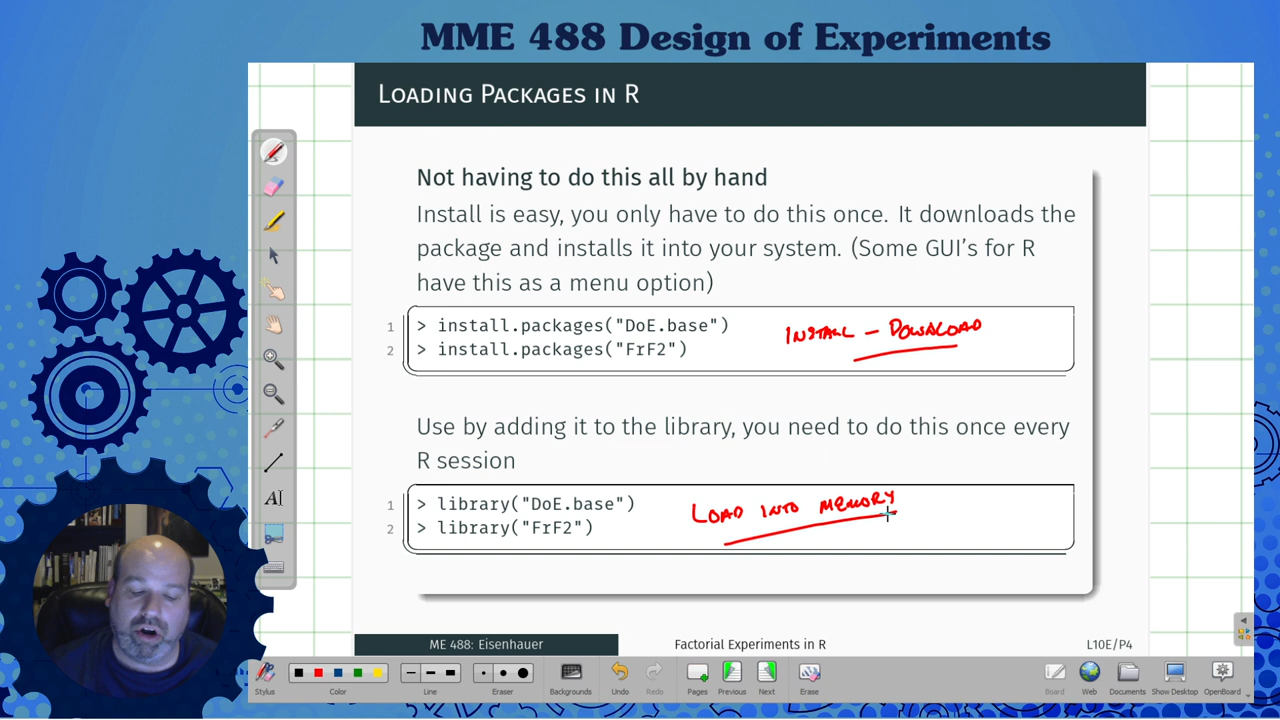 MME 488 Design of Experiments
LOADING PACKAGES IN R
Not having to do this all by hand
Install is easy, you only have to do this once. It downloads the
package and installs it into your system. (Some GUI's for R
have this as a menu option)
1 > install.packages("DoE.base")
2 > install.packages("FrF2")
INSTALL - DOWNLOAD
Use by adding it to the library, you need to do this once every
R session
1 > library("DoE.base")
2 > library("FrF2")
LOAD INTO MEMORY
AI
ME 488: Eisenhauer Factorial Experiments in R L10E/P4
Stylus Color Line Eraser Backgrounds Undo Redo Pages Previous Next Erase Board Web Documents Show Desktop OpenBoard